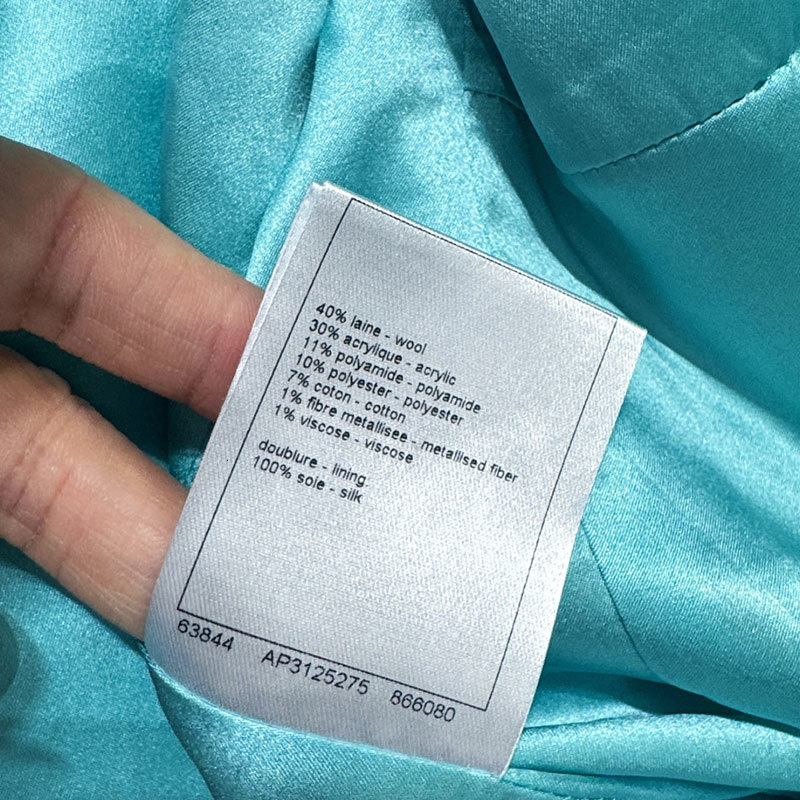 40% laine - wool
30% acrylique - acrylic
11% polyamide - polyamide
10% polyester - polyester
7% coton - cotton
1% fibre metallisee - metallised fiber
1% viscose - viscose
doublure - lining
100% soie - silk
63844 AP3125275 866080